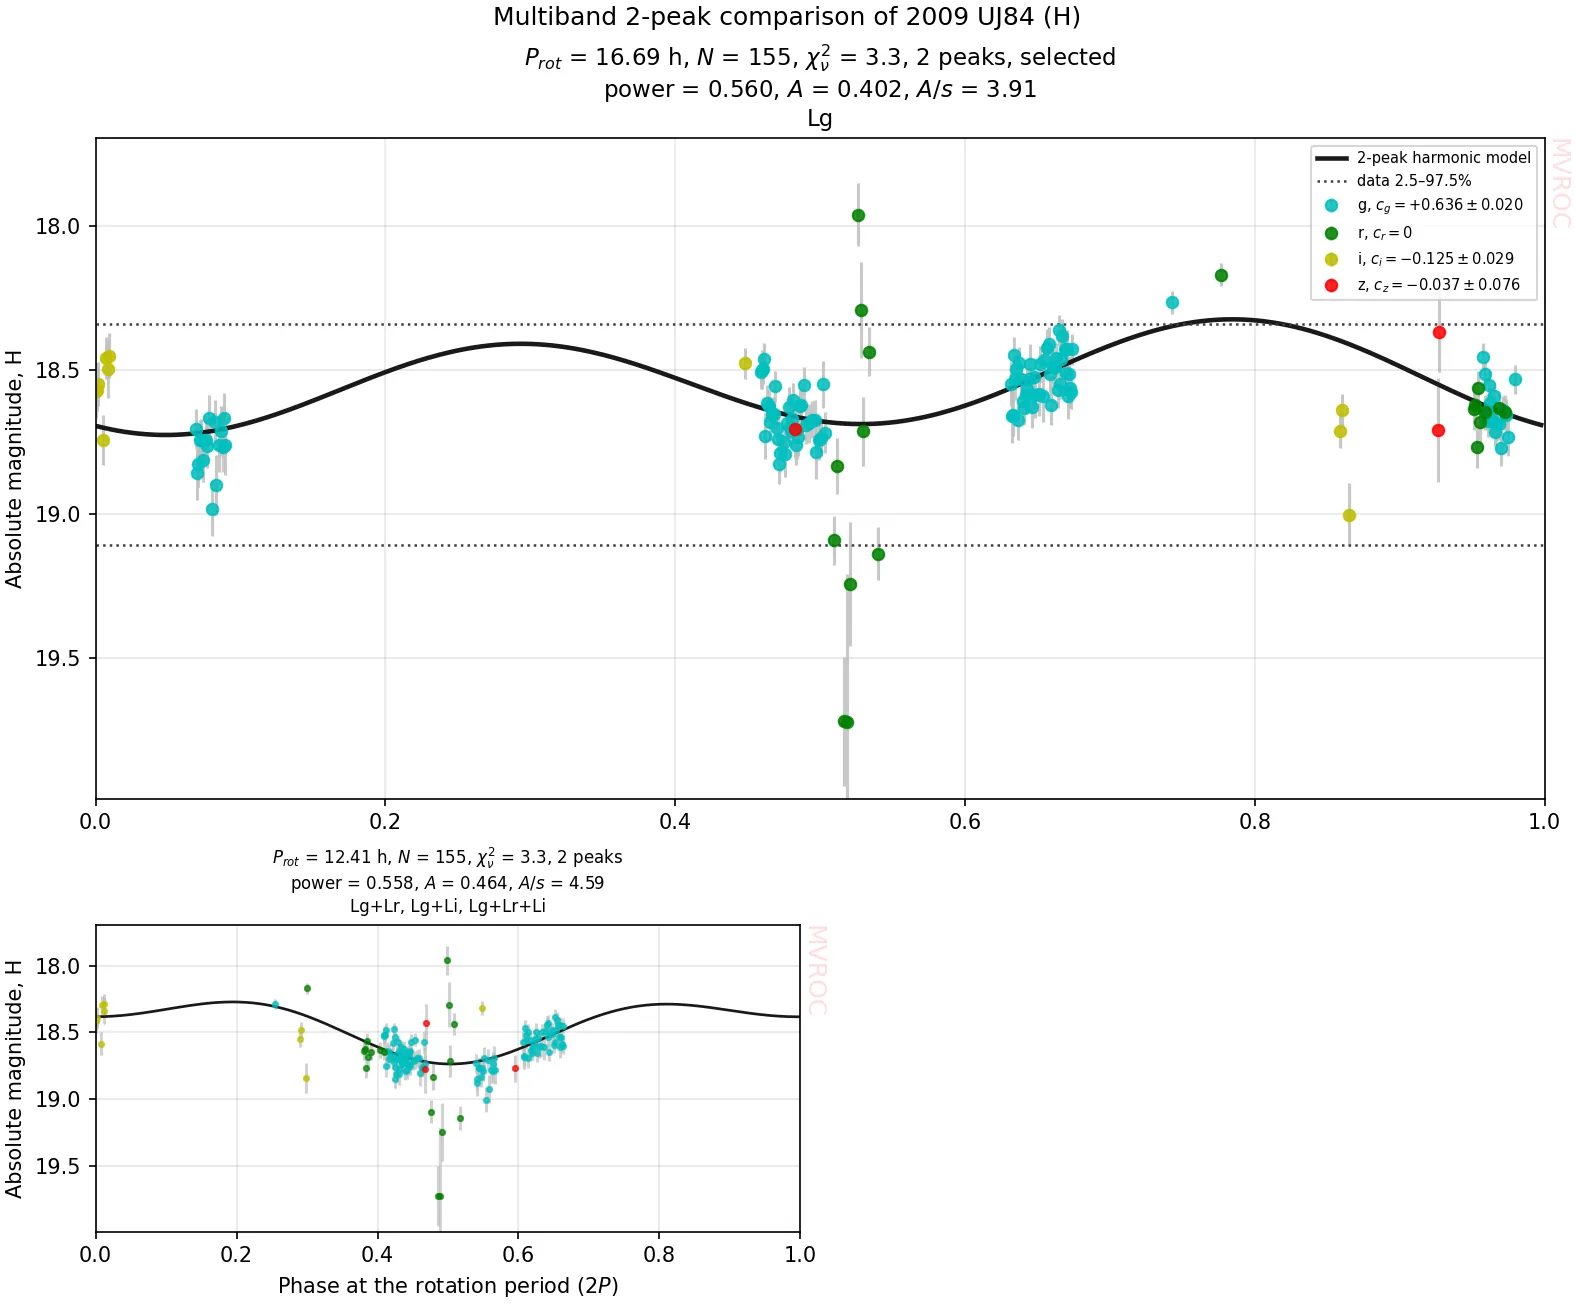 Multiband 2-peak comparison of 2009 UJ84 (H)
P_rot = 16.69 h, N = 155, χ²_ν = 3.3, 2 peaks, selected
power = 0.560, A = 0.402, A/s = 3.91
Lg
MVROC
2-peak harmonic model
data 2.5–97.5%
g, c_g = +0.636 ± 0.020
r, c_r = 0
i, c_i = −0.125 ± 0.029
z, c_z = −0.037 ± 0.076
18.0
18.5
19.0
19.5
Absolute magnitude, H
0.0 0.2 0.4 0.6 0.8 1.0
P_rot = 12.41 h, N = 155, χ²_ν = 3.3, 2 peaks
power = 0.558, A = 0.464, A/s = 4.59
Lg+Lr, Lg+Li, Lg+Lr+Li
MVROC
18.0
18.5
19.0
19.5
Absolute magnitude, H
0.0 0.2 0.4 0.6 0.8 1.0
Phase at the rotation period (2P)